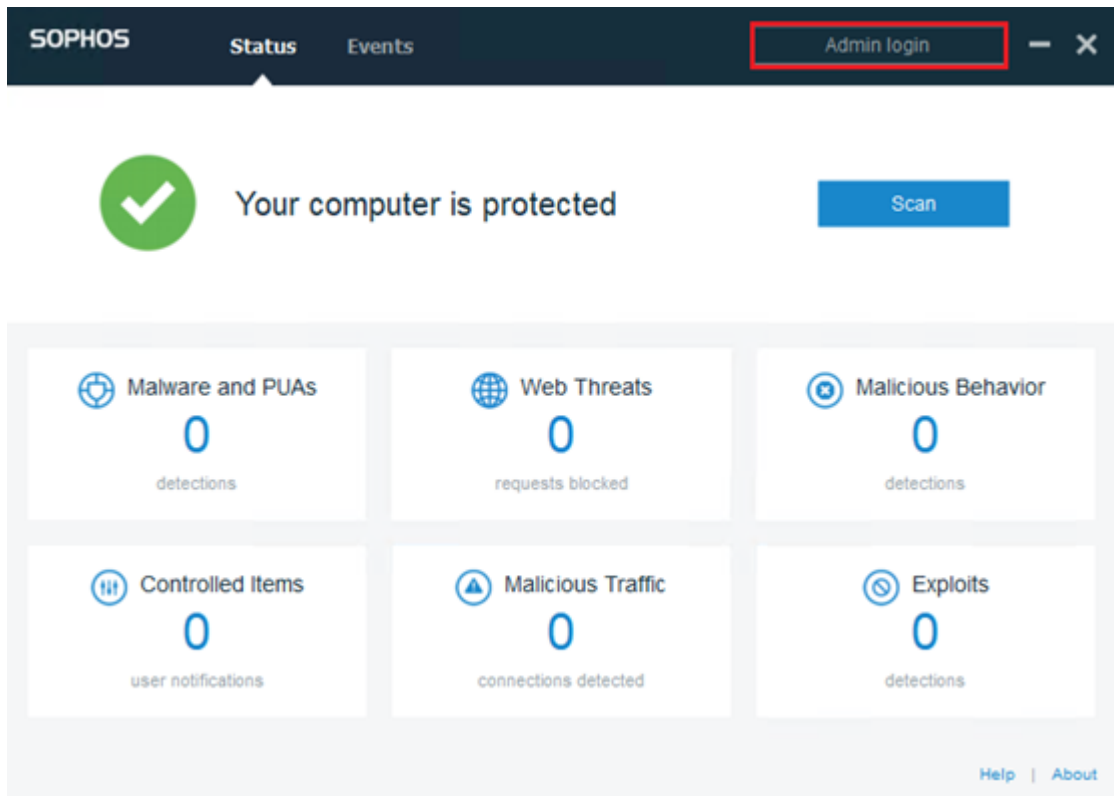 SOPHOS
Status
Events
Admin login
Your computer is protected
Scan
Malware and PUAs
0
detections
Web Threats
0
requests blocked
Malicious Behavior
0
detections
Controlled Items
0
user notifications
Malicious Traffic
0
connections detected
Exploits
0
detections
Help | About